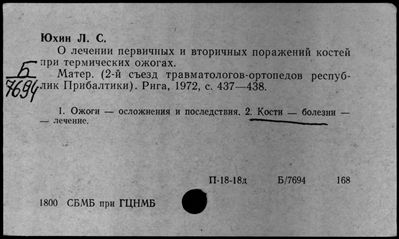 Юхин Л. С.
О лечении первичных и вторичных поражений костей
при термических ожогах.
Б
7694
Матер. (2-й съезд травматологов-ортопедов респуб-
лик Прибалтики). Рига, 1972, с. 437—438.
1. Ожоги — осложнения и последствия. 2. Кости — болезни —
— лечение.
П-18-18д Б/7694 168
1800 СБМБ при ГЦНМБ